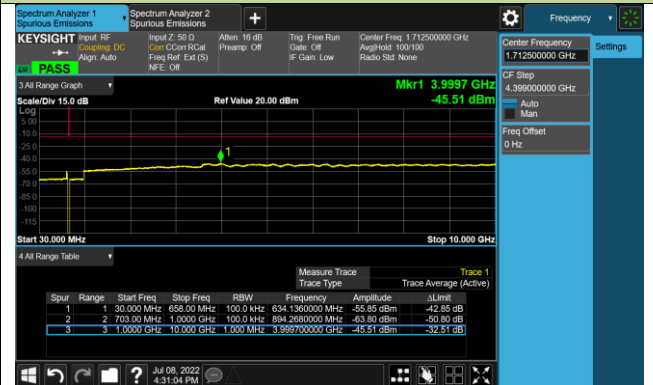 Spectrum Analyzer 1
Spurious Emissions
Spectrum Analyzer 2
Spurious Emissions
Frequency
KEYSIGHT
Input: RF
Coupling: DC
Align: Auto
Input Z: 50 Ω
Corr CCorr RCal
Freq Ref: Ext (S)
NFE: Off
Atten: 16 dB
Preamp: Off
Trig: Free Run
Gate: Off
IF Gain: Low
Center Freq: 1.712500000 GHz
Avg|Hold: 100/100
Radio Std: None
PASS
Center Frequency
1.712500000 GHz
Settings
CF Step
4.399000000 GHz
Auto
Man
Freq Offset
0 Hz
3 All Range Graph
Mkr1 3.9997 GHz
Scale/Div 15.0 dB
Ref Value 20.00 dBm
-45.51 dBm
Log
5.00
-10.0
-25.0
-40.0
-55.0
-70.0
-85.0
-100
-115
1
Start 30.000 MHz
Stop 10.000 GHz
4 All Range Table
Measure Trace
Trace 1
Trace Type
Trace Average (Active)
Spur Range Start Freq Stop Freq RBW Frequency Amplitude ΔLimit
1 1 30.000 MHz 658.00 MHz 100.0 kHz 634.1360000 MHz -55.85 dBm -42.85 dB
2 2 703.00 MHz 1.0000 GHz 100.0 kHz 894.2680000 MHz -63.80 dBm -50.80 dB
3 3 1.0000 GHz 10.000 GHz 1.000 MHz 3.999700000 GHz -45.51 dBm -32.51 dB
Jul 08, 2022
4:31:04 PM